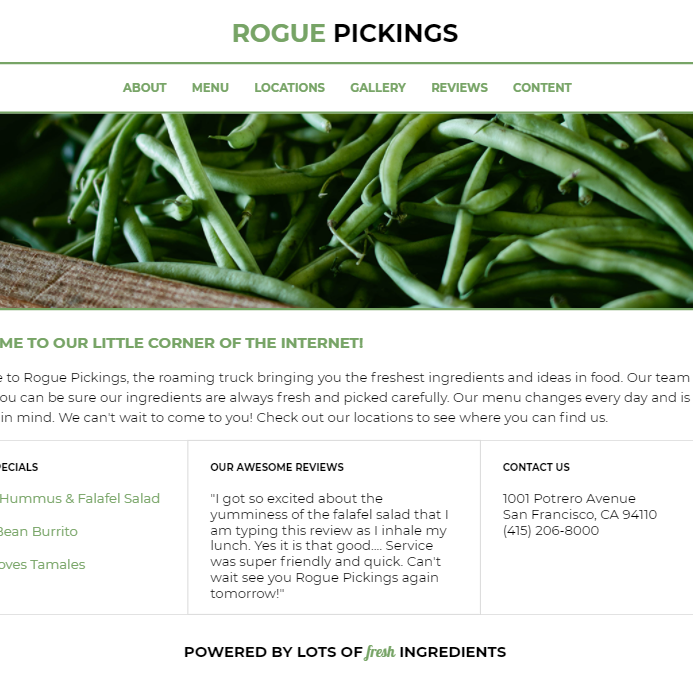 ROGUE PICKINGS
ABOUT MENU LOCATIONS GALLERY REVIEWS CONTENT
ME TO OUR LITTLE CORNER OF THE INTERNET!
e to Rogue Pickings, the roaming truck bringing you the freshest ingredients and ideas in food. Our team
ou can be sure our ingredients are always fresh and picked carefully. Our menu changes every day and is
in mind. We can't wait to come to you! Check out our locations to see where you can find us.
PECIALS
Hummus & Falafel Salad
Bean Burrito
oves Tamales
OUR AWESOME REVIEWS
"I got so excited about the
yumminess of the falafel salad that I
am typing this review as I inhale my
lunch. Yes it is that good.... Service
was super friendly and quick. Can't
wait see you Rogue Pickings again
tomorrow!"
CONTACT US
1001 Potrero Avenue
San Francisco, CA 94110
(415) 206-8000
POWERED BY LOTS OF fresh INGREDIENTS